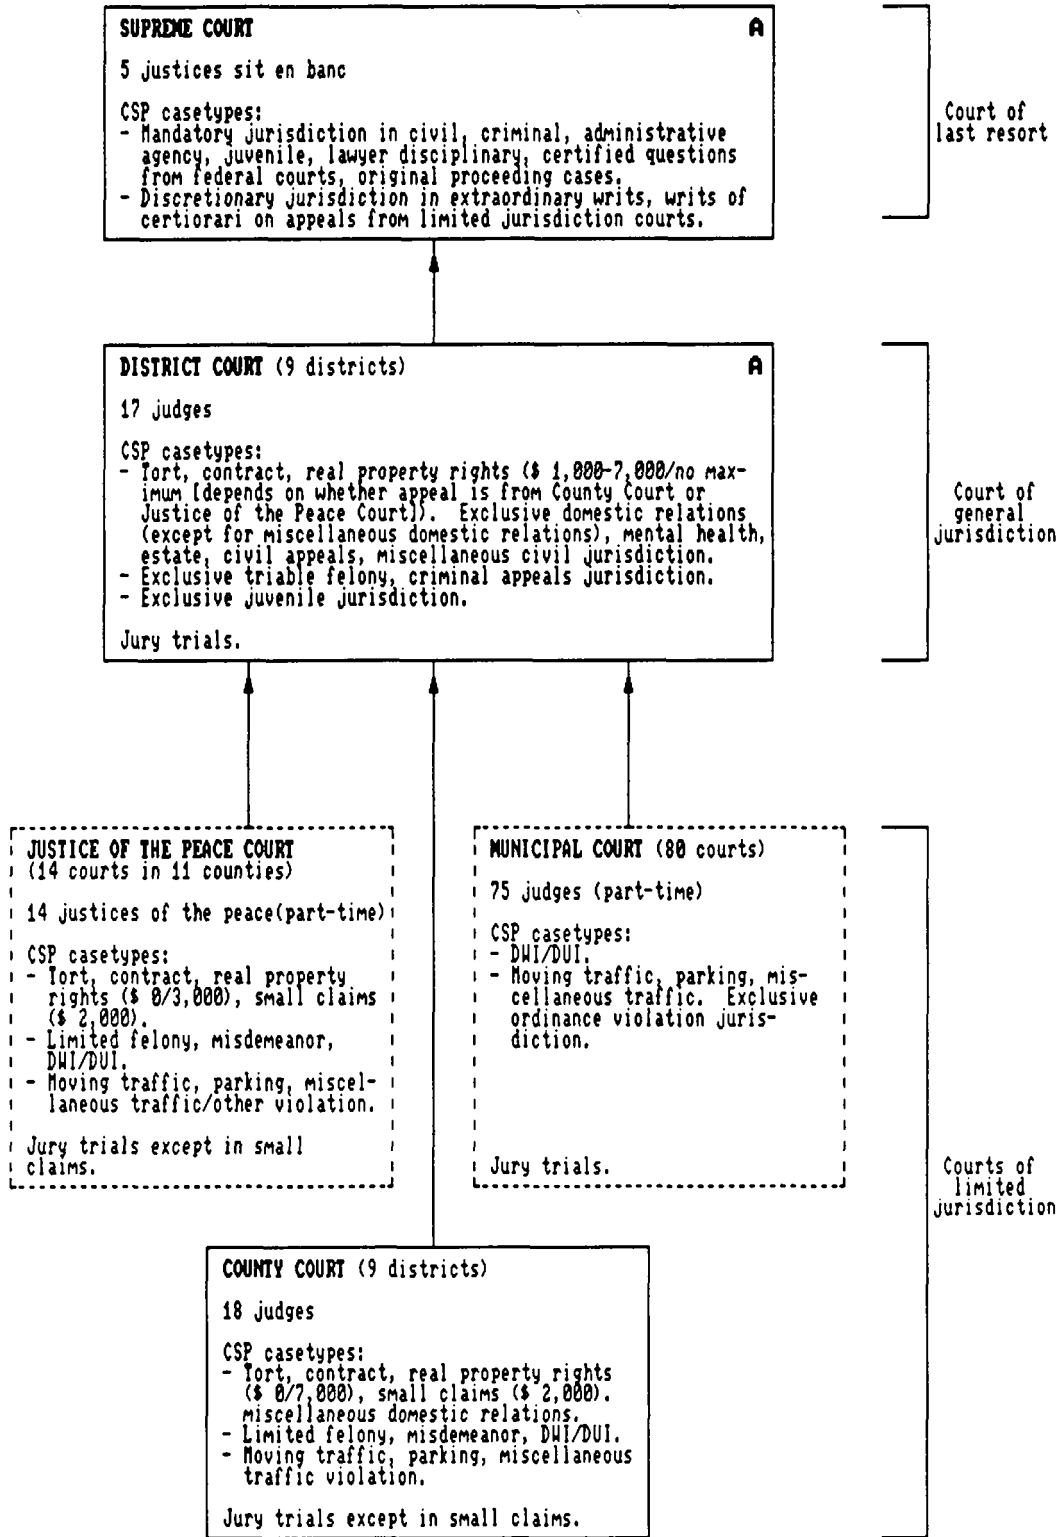 SUPREME COURT A
5 justices sit en banc
CSP casetypes:
- Mandatory jurisdiction in civil, criminal, administrative
agency, juvenile, lawyer disciplinary, certified questions
from federal courts, original proceeding cases.
- Discretionary jurisdiction in extraordinary writs, writs of
certiorari on appeals from limited jurisdiction courts.
Court of
last resort
DISTRICT COURT (9 districts) A
17 judges
CSP casetypes:
- Tort, contract, real property rights ($ 1,000-7,000/no max-
imum [depends on whether appeal is from County Court or
Justice of the Peace Court]). Exclusive domestic relations
(except for miscellaneous domestic relations), mental health,
estate, civil appeals, miscellaneous civil jurisdiction.
- Exclusive triable felony, criminal appeals jurisdiction.
- Exclusive juvenile jurisdiction.
Jury trials.
Court of
general
jurisdiction
JUSTICE OF THE PEACE COURT
(14 courts in 11 counties)
14 justices of the peace(part-time)
CSP casetypes:
- Tort, contract, real property
rights ($ 0/3,000), small claims
($ 2,000).
- Limited felony, misdemeanor,
DWI/DUI.
- Moving traffic, parking, miscel-
laneous traffic/other violation.
Jury trials except in small
claims.
MUNICIPAL COURT (80 courts)
75 judges (part-time)
CSP casetypes:
- DWI/DUI.
- Moving traffic, parking, mis-
cellaneous traffic. Exclusive
ordinance violation juris-
diction.
Jury trials.
Courts of
limited
jurisdiction
COUNTY COURT (9 districts)
18 judges
CSP casetypes:
- Tort, contract, real property rights
($ 0/7,000), small claims ($ 2,000).
miscellaneous domestic relations.
- Limited felony, misdemeanor, DWI/DUI.
- Moving traffic, parking, miscellaneous
traffic violation.
Jury trials except in small claims.